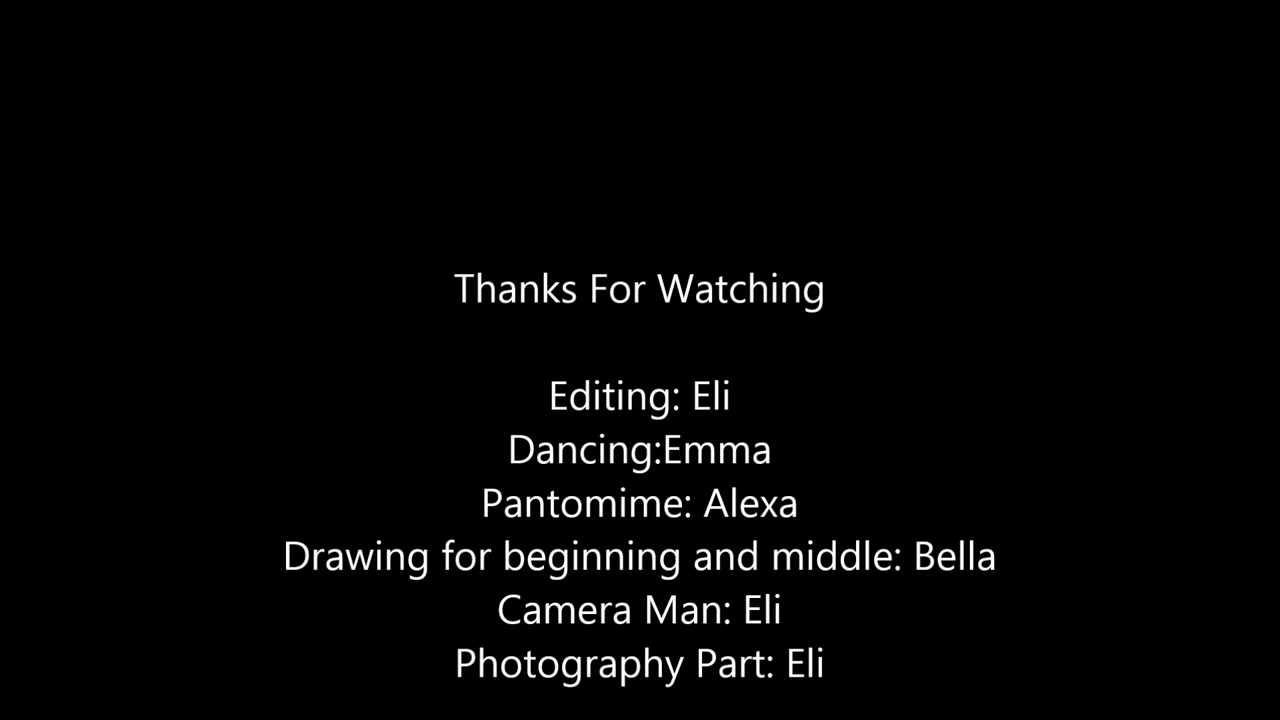 Thanks For Watching
Editing: Eli
Dancing:Emma
Pantomime: Alexa
Drawing for beginning and middle: Bella
Camera Man: Eli
Photography Part: Eli